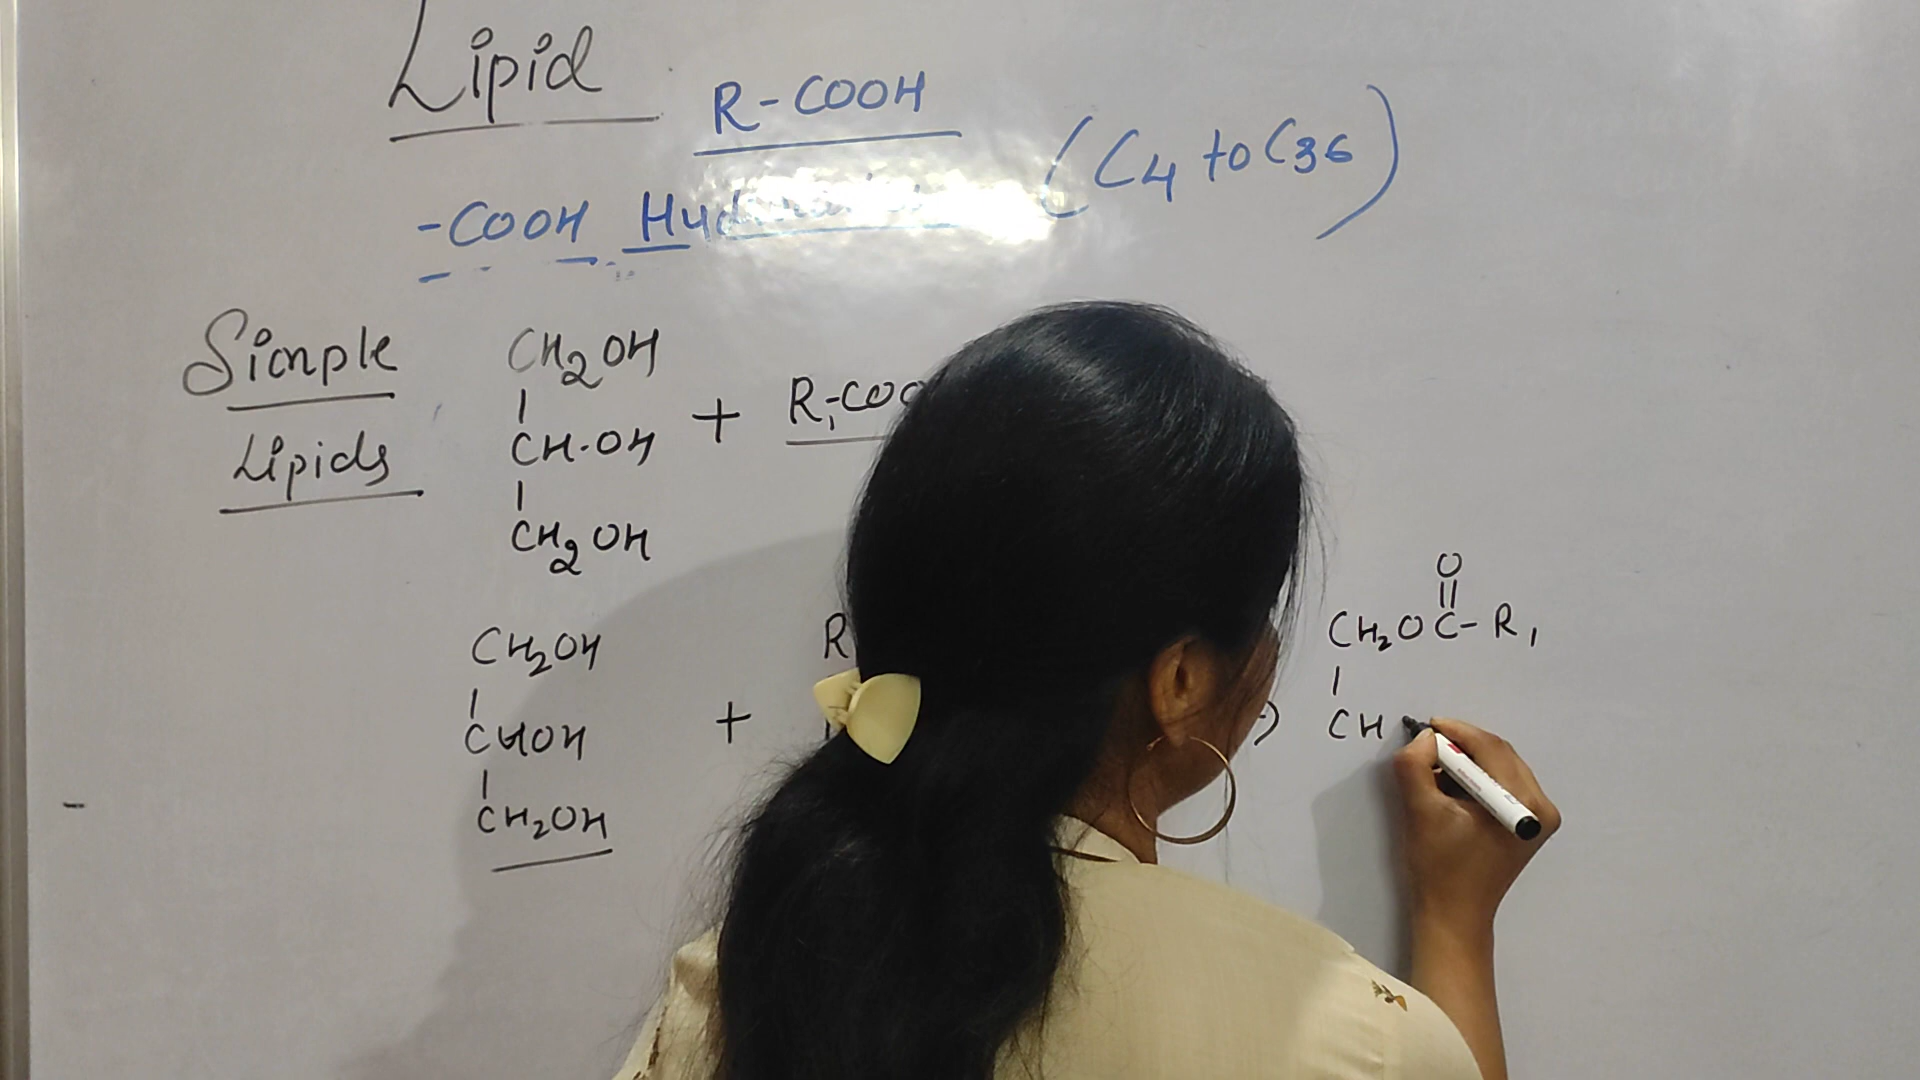 Lipid
R-COOH
(C4 to C36)
-COOH
Simple
Lipids
CH2OH
|
CH-OH
|
CH2OH
+
R1-COO
CH2OH
|
CHOH
|
CH2OH
+
R
O
||
CH2OC-R1
|
CH